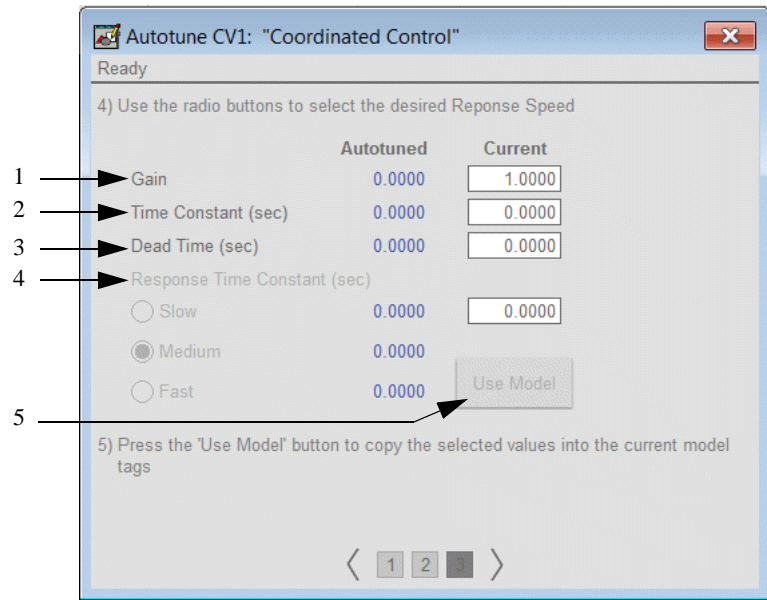 Autotune CV1: "Coordinated Control"
Ready
4) Use the radio buttons to select the desired Reponse Speed
Autotuned Current
1 Gain 0.0000 1.0000
2 Time Constant (sec) 0.0000 0.0000
3 Dead Time (sec) 0.0000 0.0000
4 Response Time Constant (sec)
Slow 0.0000 0.0000
Medium 0.0000
Fast 0.0000 Use Model
5
5) Press the 'Use Model' button to copy the selected values into the current model
tags
1 2 3